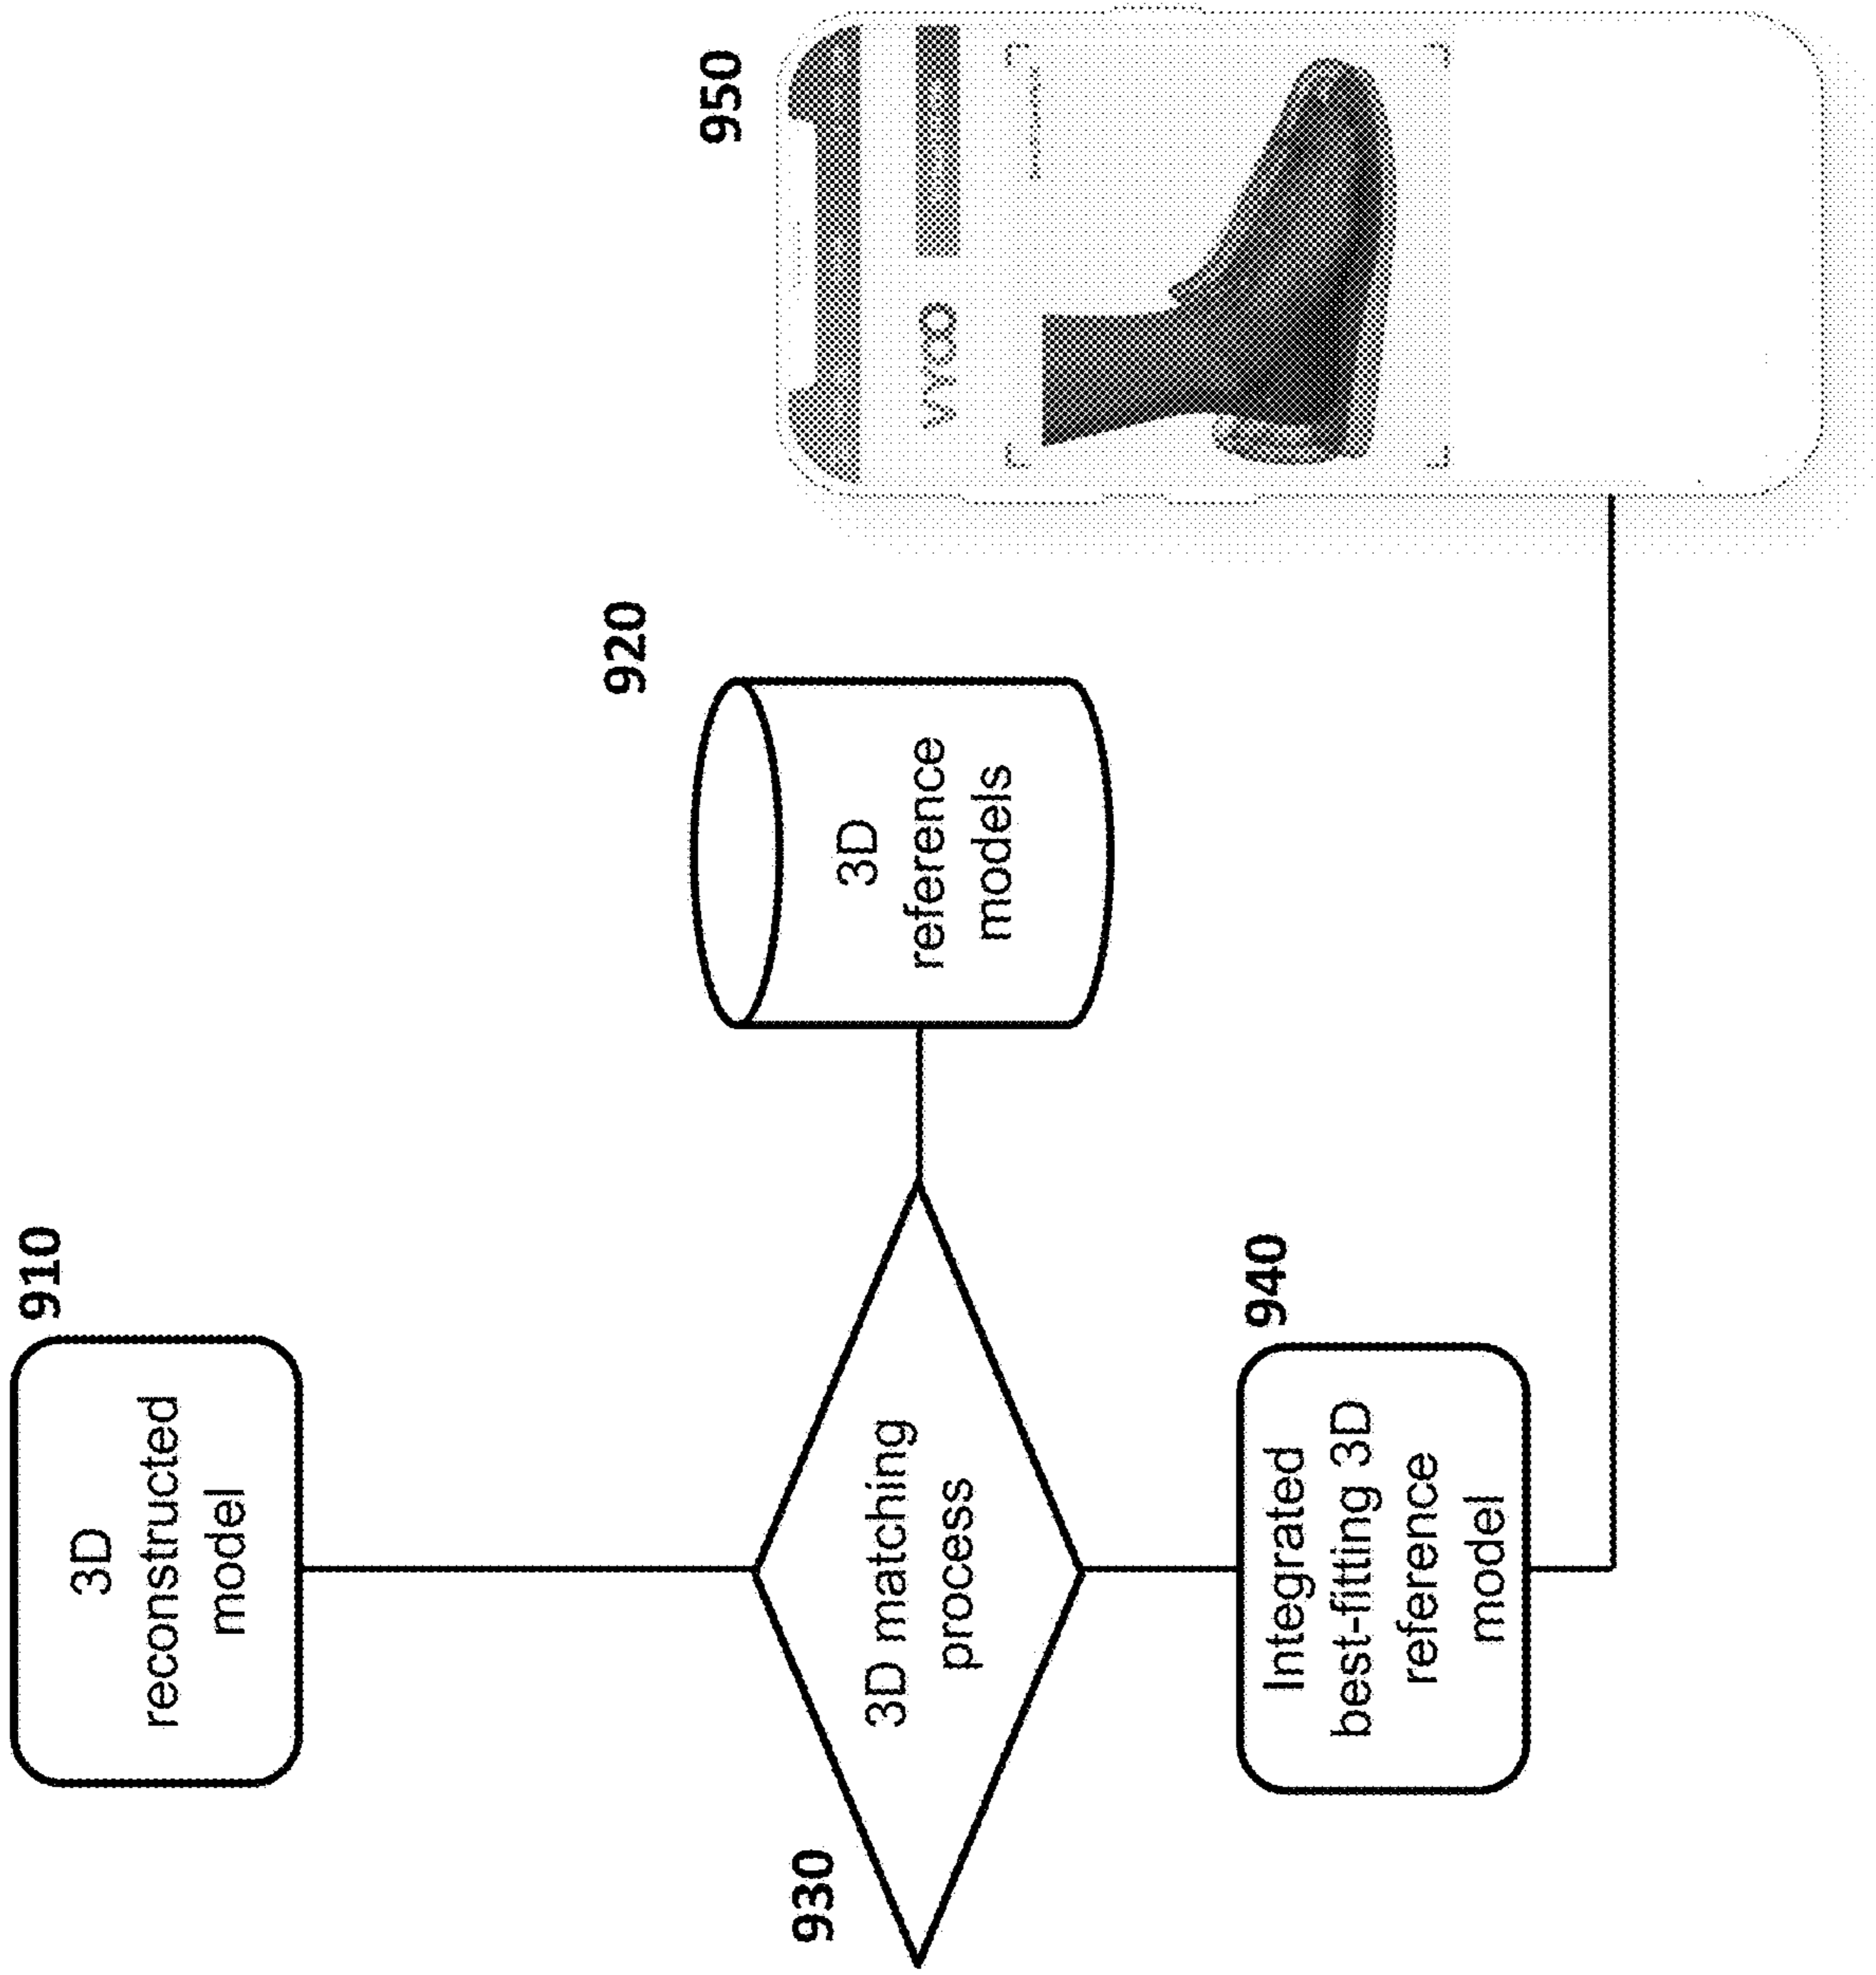 910
3D
reconstructed
model
930
3D matching
process
920
3D
reference
models
940
Integrated
best-fitting 3D
reference
model
950